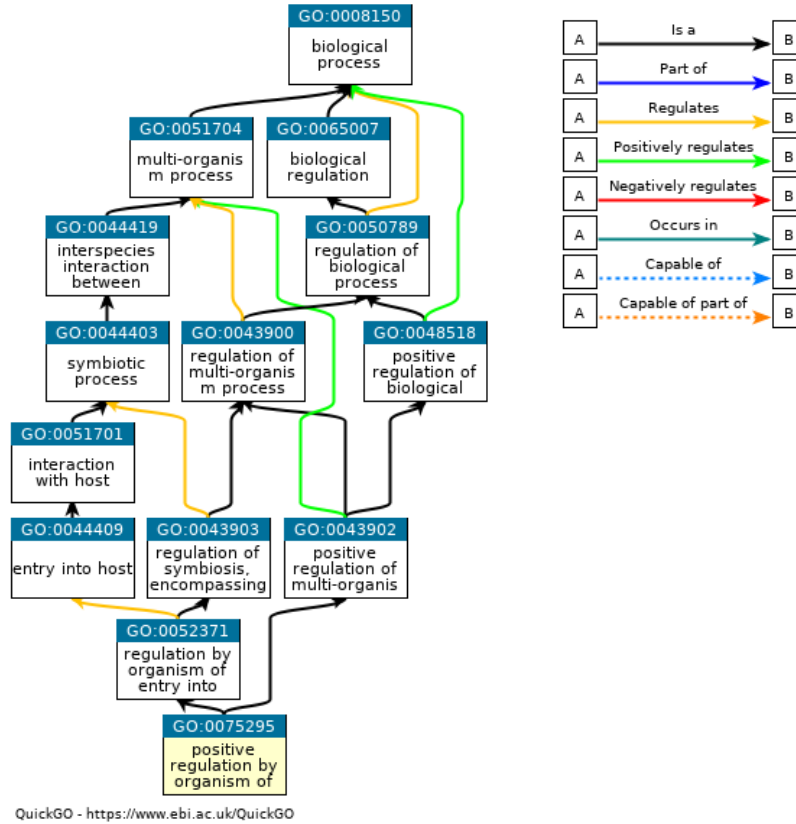 GO:0008150
biological
process
GO:0051704
multi-organis
m process
GO:0065007
biological
regulation
GO:0044419
interspecies
interaction
between
GO:0050789
regulation of
biological
process
GO:0044403
symbiotic
process
GO:0043900
regulation of
multi-organis
m process
GO:0048518
positive
regulation of
biological
GO:0051701
interaction
with host
GO:0044409
entry into host
GO:0043903
regulation of
symbiosis,
encompassing
GO:0043902
positive
regulation of
multi-organis
GO:0052371
regulation by
organism of
entry into
GO:0075295
positive
regulation by
organism of
A Is a B
A Part of B
A Regulates B
A Positively regulates B
A Negatively regulates B
A Occurs in B
A Capable of B
A Capable of part of B
QuickGO - https://www.ebi.ac.uk/QuickGO